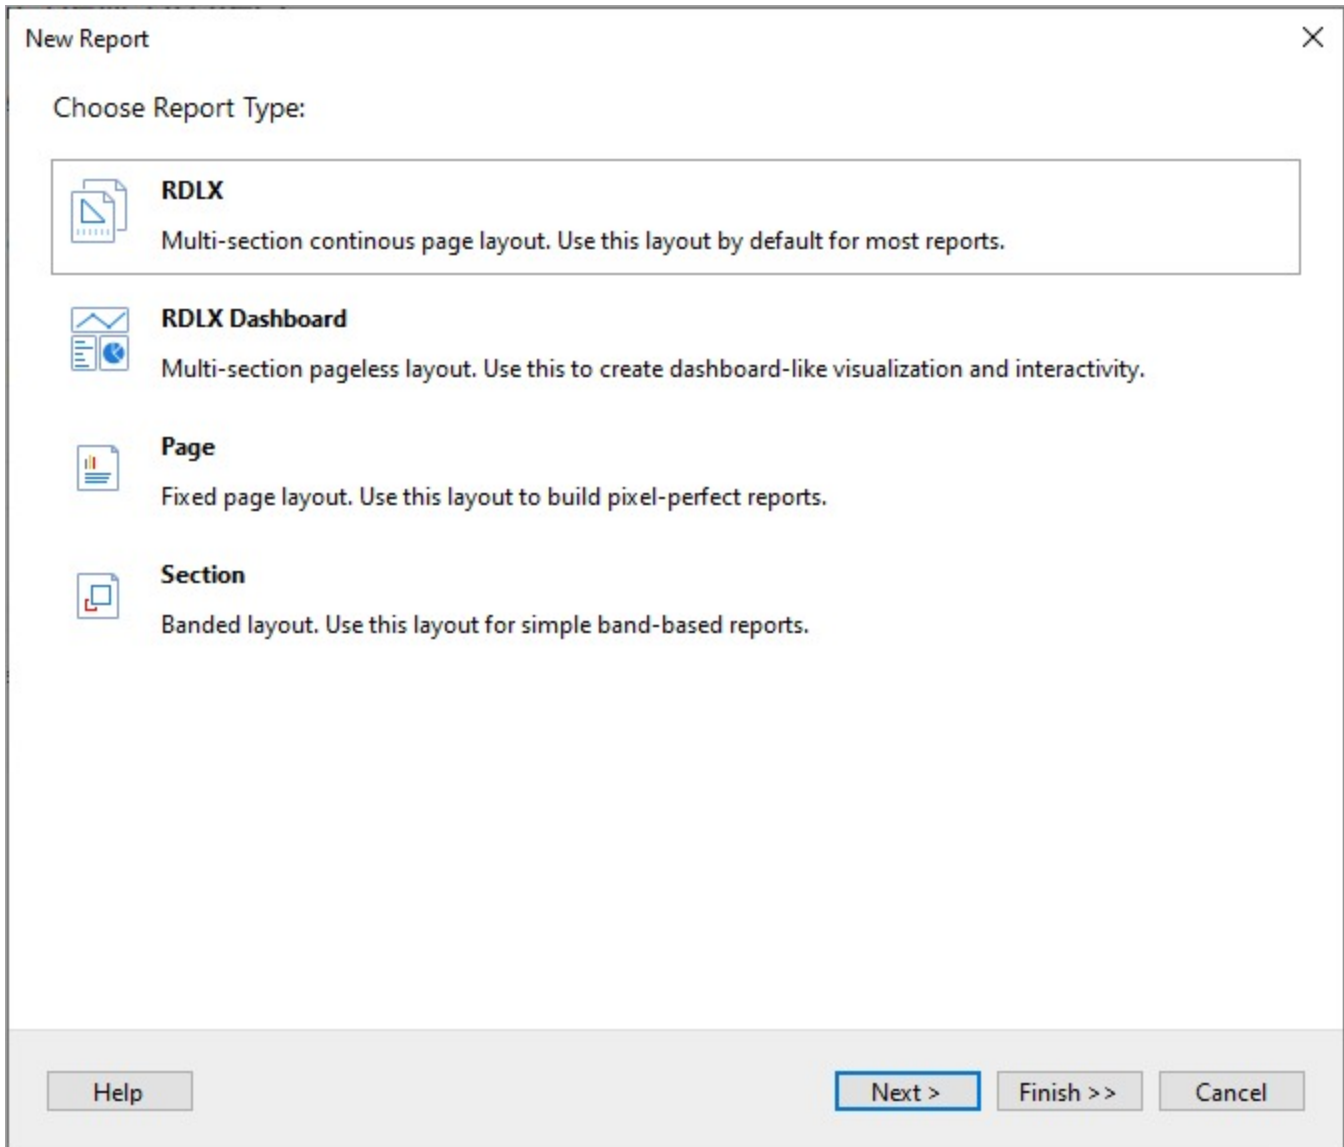 New Report
Choose Report Type:
RDLX
Multi-section continous page layout. Use this layout by default for most reports.
RDLX Dashboard
Multi-section pageless layout. Use this to create dashboard-like visualization and interactivity.
Page
Fixed page layout. Use this layout to build pixel-perfect reports.
Section
Banded layout. Use this layout for simple band-based reports.
Help
Next >
Finish >>
Cancel